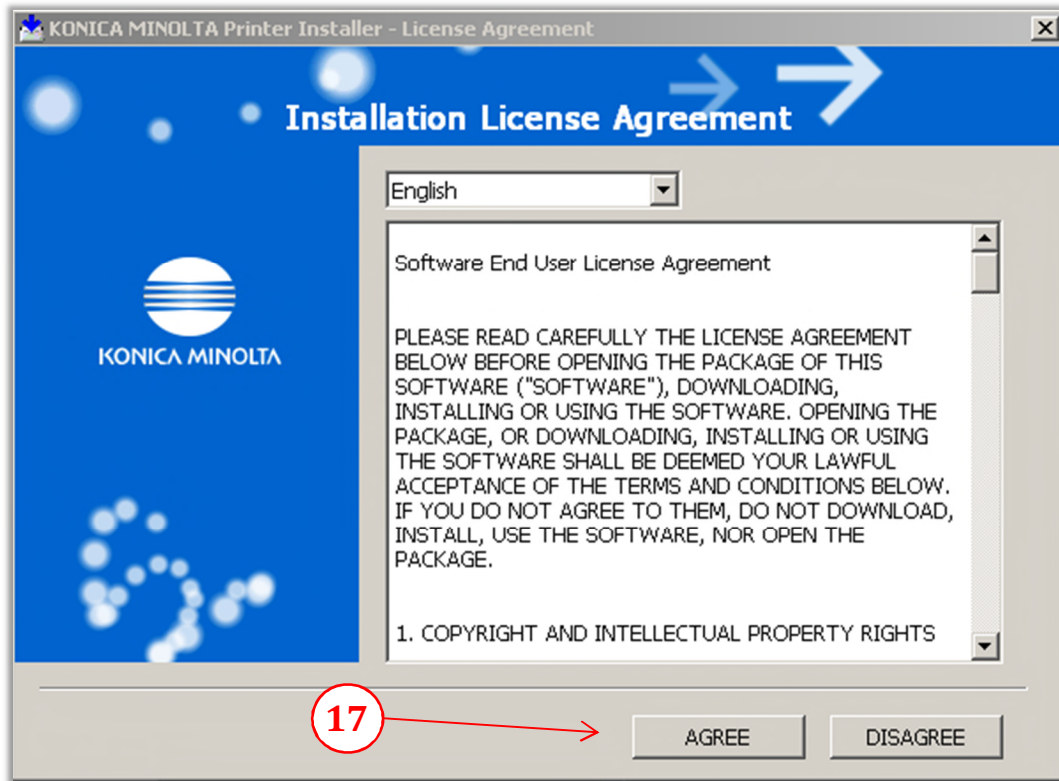 KONICA MINOLTA Printer Installer - License Agreement
Installation License Agreement
English
KONICA MINOLTA
Software End User License Agreement
PLEASE READ CAREFULLY THE LICENSE AGREEMENT
BELOW BEFORE OPENING THE PACKAGE OF THIS
SOFTWARE ("SOFTWARE"), DOWNLOADING,
INSTALLING OR USING THE SOFTWARE. OPENING THE
PACKAGE, OR DOWNLOADING, INSTALLING OR USING
THE SOFTWARE SHALL BE DEEMED YOUR LAWFUL
ACCEPTANCE OF THE TERMS AND CONDITIONS BELOW.
IF YOU DO NOT AGREE TO THEM, DO NOT DOWNLOAD,
INSTALL, USE THE SOFTWARE, NOR OPEN THE
PACKAGE.
1. COPYRIGHT AND INTELLECTUAL PROPERTY RIGHTS
17
AGREE
DISAGREE